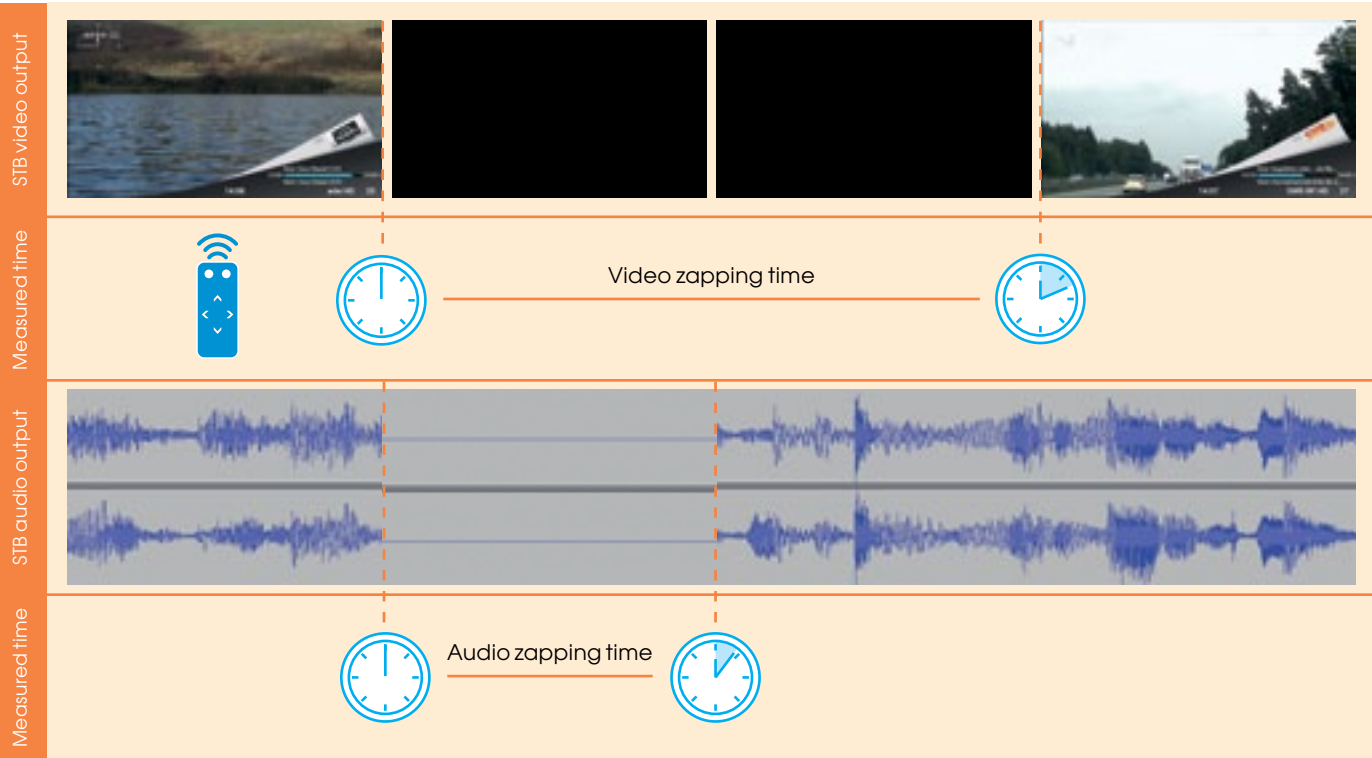 STB video output
Measured time
Video zapping time
STB audio output
Measured time
Audio zapping time